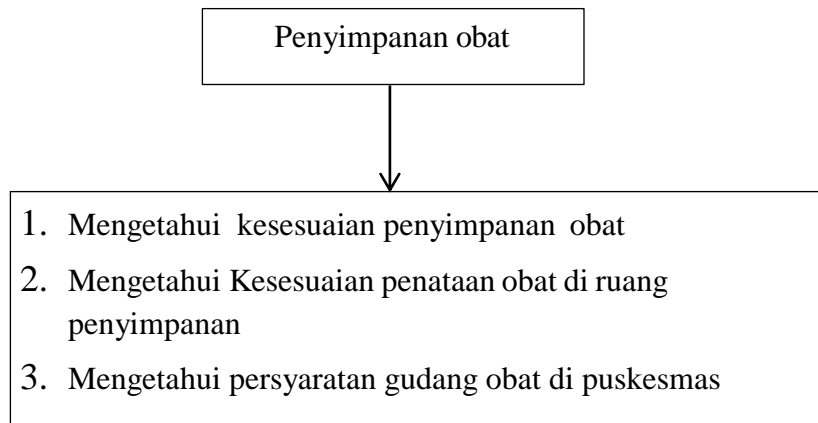 Penyimpanan obat
1. Mengetahui kesesuaian penyimpanan obat
2. Mengetahui Kesesuaian penataan obat di ruang
penyimpanan
3. Mengetahui persyaratan gudang obat di puskesmas